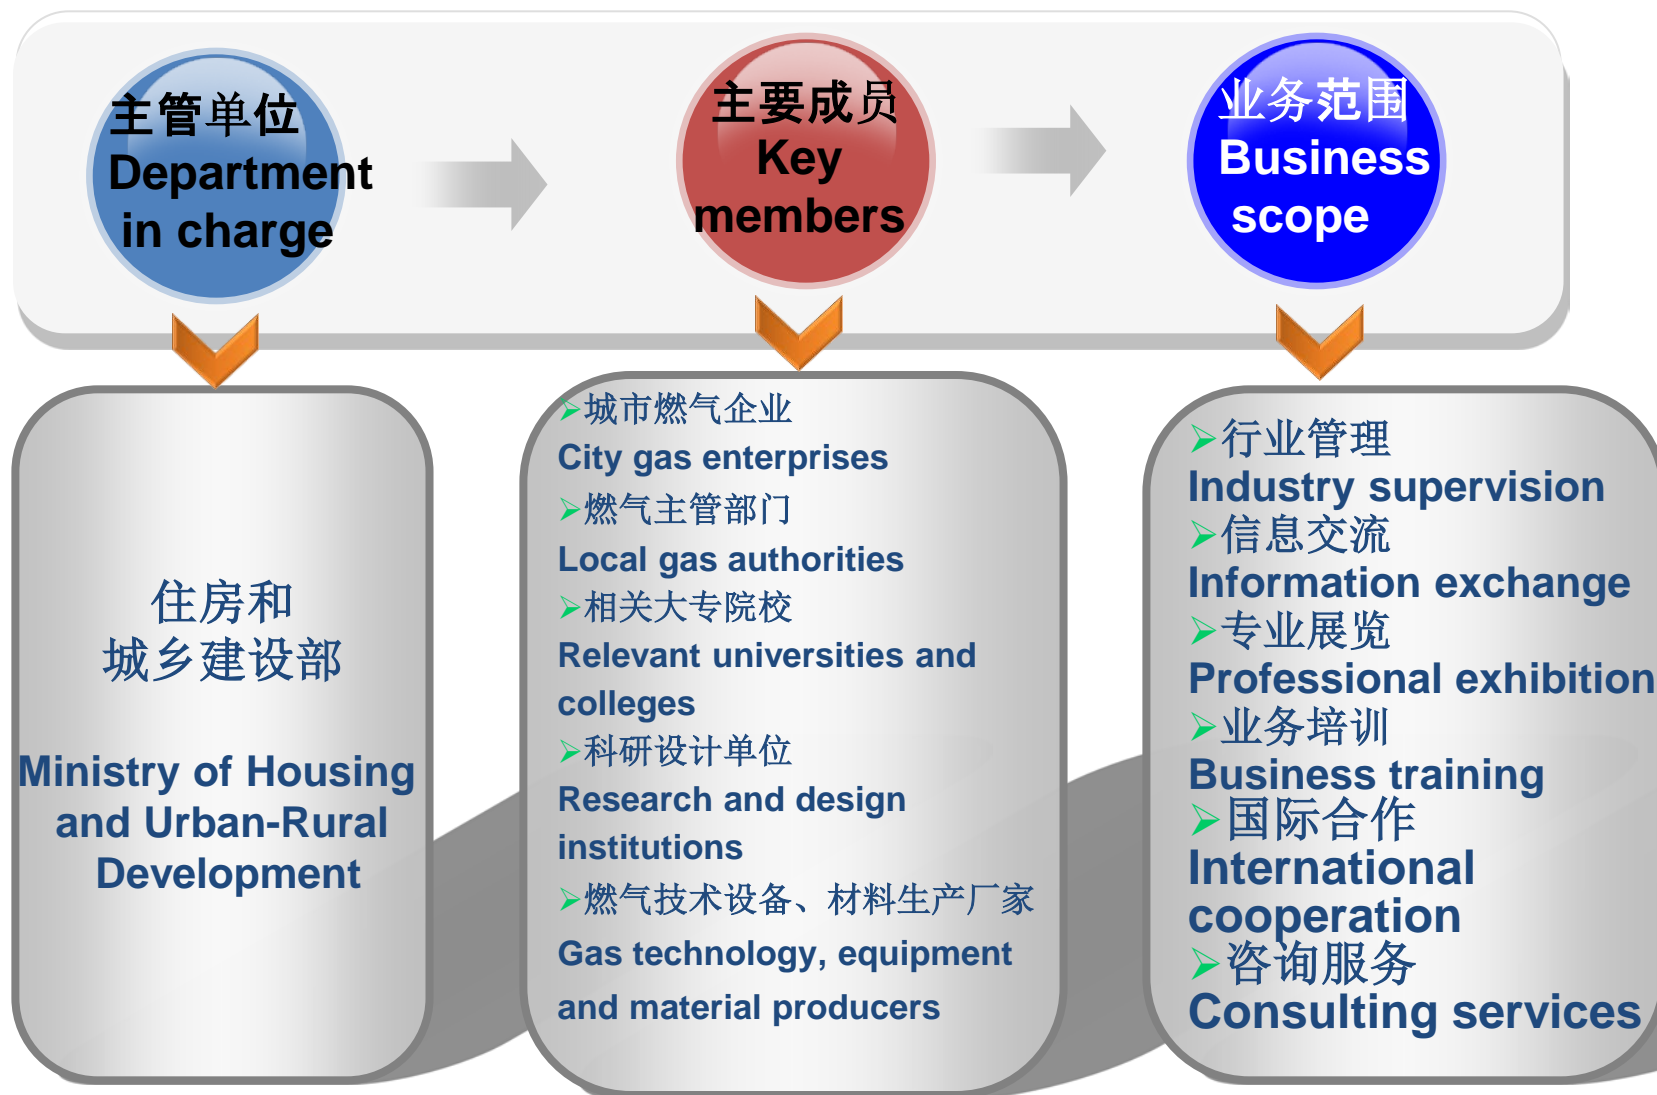 主管单位
Department
in charge
主要成员
Key
members
业务范围
Business
scope
住房和
城乡建设部
Ministry of Housing
and Urban-Rural
Development
➢城市燃气企业
City gas enterprises
➢燃气主管部门
Local gas authorities
➢相关大专院校
Relevant universities and
colleges
➢科研设计单位
Research and design
institutions
➢燃气技术设备、材料生产厂家
Gas technology, equipment
and material producers
➢行业管理
Industry supervision
➢信息交流
Information exchange
➢专业展览
Professional exhibition
➢业务培训
Business training
➢国际合作
International
cooperation
➢咨询服务
Consulting services